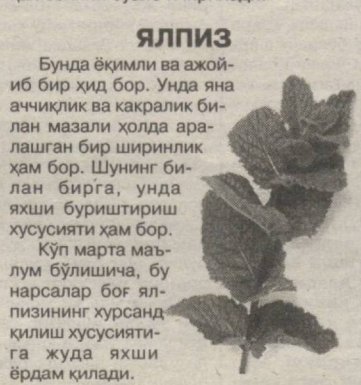 ЯЛПИЗ
Бунда ёқимли ва ажой-
иб бир ҳид бор. Унда яна
аччиқлик ва какралик би-
лан мазали ҳолда ара-
лашган бир ширинлик
ҳам бор. Шунинг би-
лан бирга, унда
яхши буриштириш
хусусияти ҳам бор.
Кўп марта маъ-
лум бўлишича, бу
нарсалар боғ ял-
пизининг хурсанд
қилиш хусусияти-
га жуда яхши
ёрдам қилади.